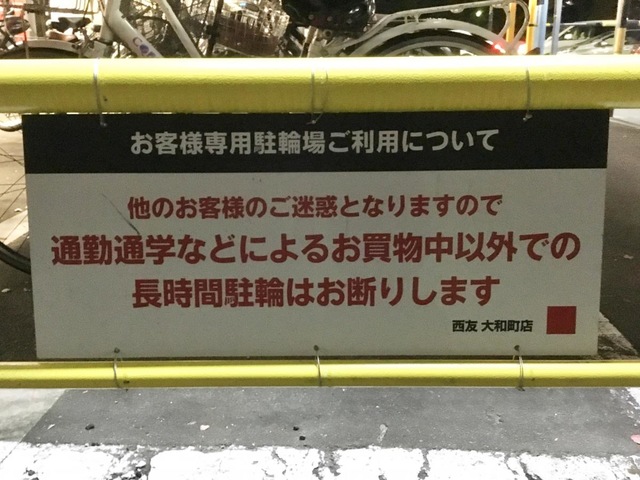 お客様専用駐輪場ご利用について
他のお客様のご迷惑となりますので
通勤通学などによるお買物中以外での
長時間駐輪はお断りします
西友 大和町店